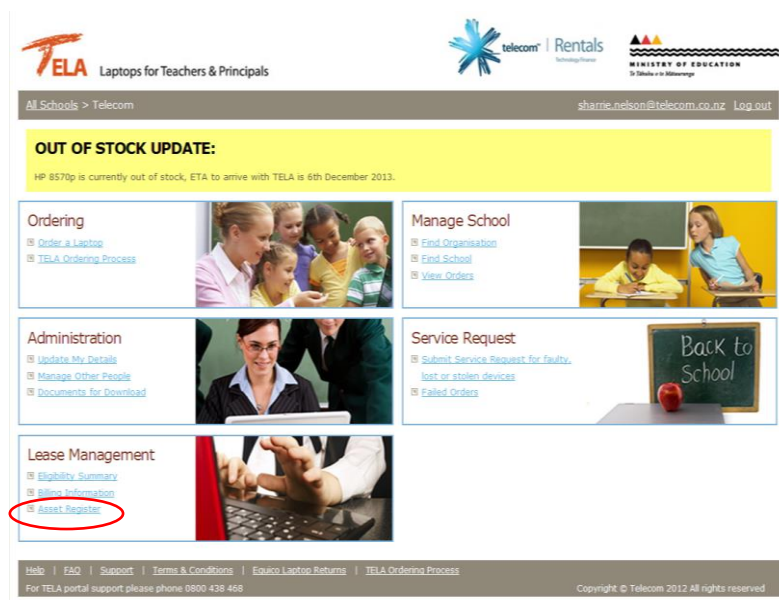 TELA Laptops for Teachers & Principals
telecom | Rentals
Technology Finance
MINISTRY OF EDUCATION
Te Tāhuhu o te Mātauranga
All Schools > Telecom
sharrie.nelson@telecom.co.nz Log out
OUT OF STOCK UPDATE:
HP 8570p is currently out of stock, ETA to arrive with TELA is 6th December 2013.
Ordering
Order a Laptop
TELA Ordering Process
Manage School
Find Organisation
Find School
View Orders
Administration
Update My Details
Manage Other People
Documents for Download
Service Request
Submit Service Request for faulty,
lost or stolen devices
Failed Orders
Back to
School
Lease Management
Eligibility Summary
Billing Information
Asset Register
Help | FAQ | Support | Terms & Conditions | Equico Laptop Returns | TELA Ordering Process
For TELA portal support please phone 0800 438 468
Copyright © Telecom 2012 All rights reserved